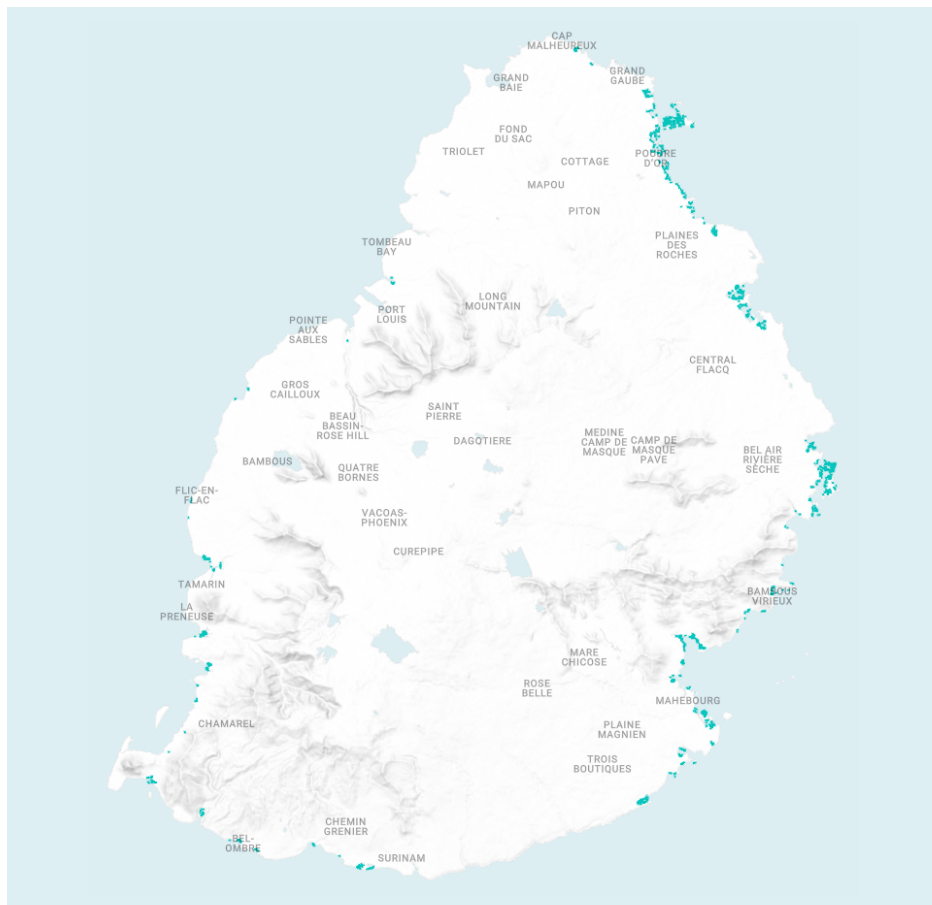 CAP
MALHEUREUX
GRAND
BAIE
GRAND
GAUBE
FOND
DU SAC
TRIOLET
COTTAGE
POUDRE
D'OR
MAPOU
PITON
TOMBEAU
BAY
PLAINES
DES
ROCHES
LONG
MOUNTAIN
PORT
LOUIS
POINTE
AUX
SABLES
CENTRAL
FLACQ
GROS
CAILLOUX
SAINT
PIERRE
BEAU
BASSIN-
ROSE HILL
DAGOTIERE
MEDINE
CAMP DE
MASQUE
CAMP DE
MASQUE
PAVE
BEL AIR
RIVIÈRE
SÈCHE
BAMBOUS
QUATRE
BORNES
FLIC-EN-
FLAC
VACOAS-
PHOENIX
CUREPIPE
TAMARIN
BAMBOUS
VIRIEUX
LA
PRENEUSE
MARE
CHICOSE
ROSE
BELLE
MAHEBOURG
CHAMAREL
PLAINE
MAGNIEN
TROIS
BOUTIQUES
CHEMIN
GRENIER
BEL-
OMBRE
SURINAM